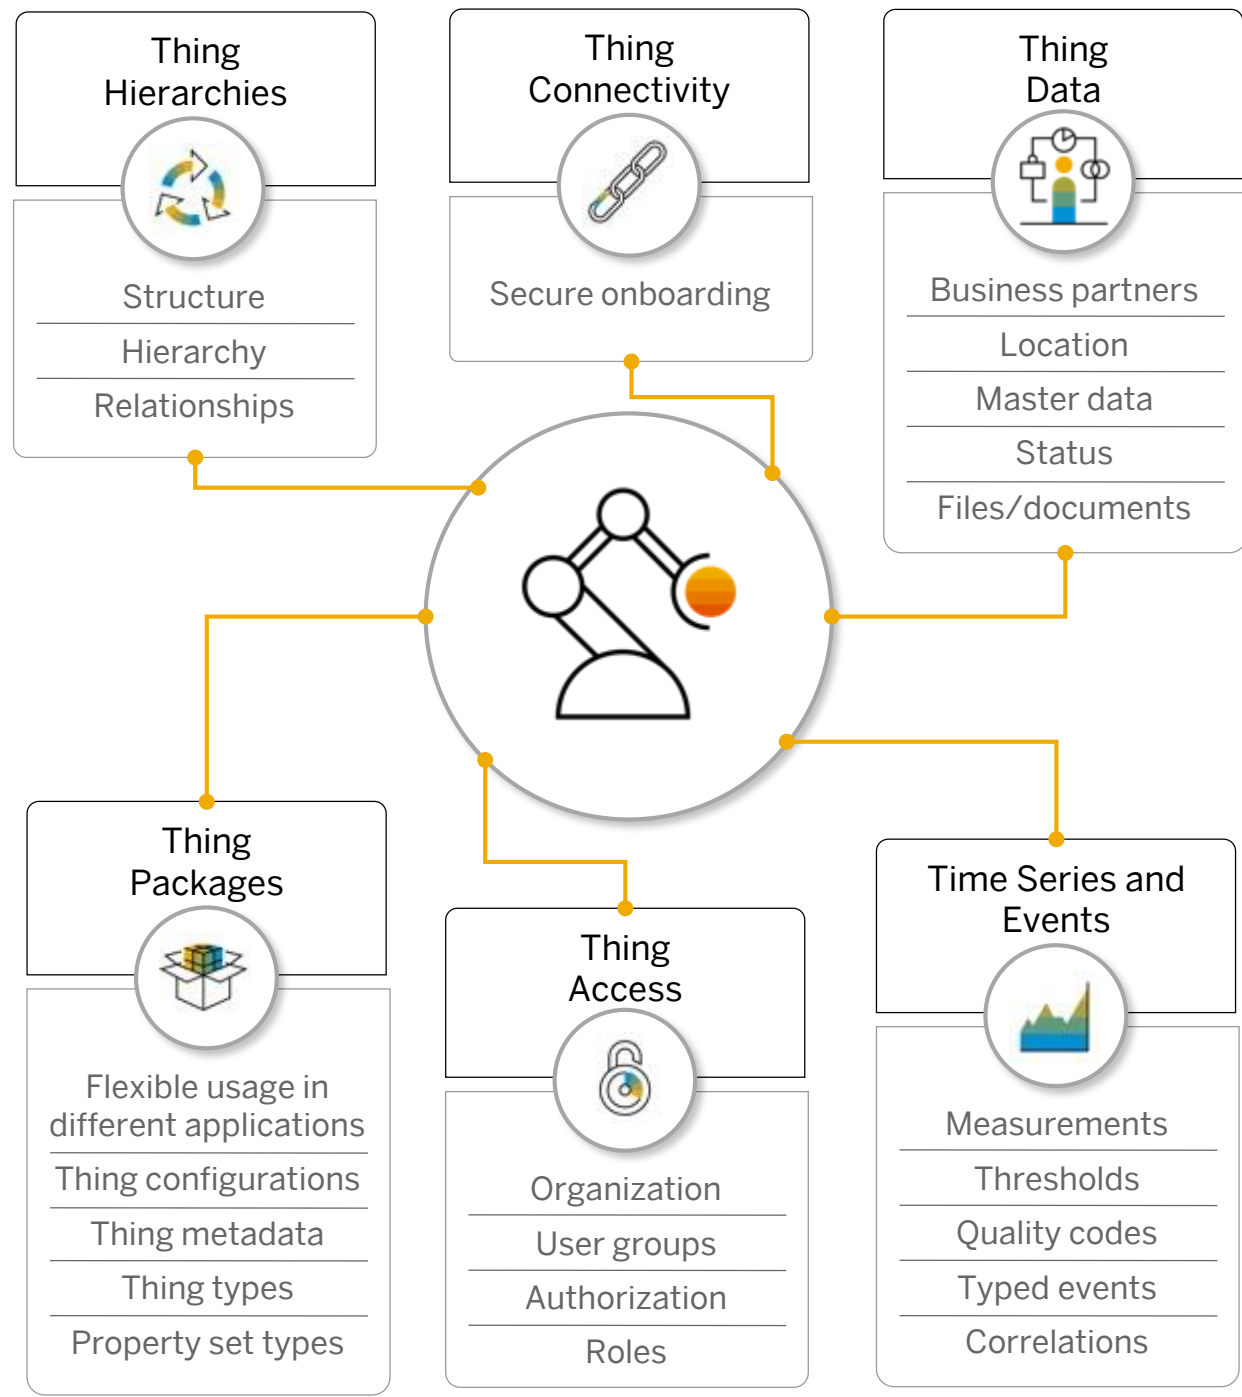 Thing
Hierarchies
Structure
Hierarchy
Relationships
Thing
Connectivity
Secure onboarding
Thing
Data
Business partners
Location
Master data
Status
Files/documents
Thing
Packages
Flexible usage in
different applications
Thing configurations
Thing metadata
Thing types
Property set types
Thing
Access
Organization
User groups
Authorization
Roles
Time Series and
Events
Measurements
Thresholds
Quality codes
Typed events
Correlations